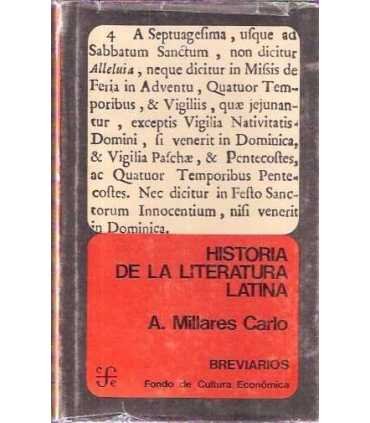 4 A Septuagesima, usque ad
Sabbatum Sanctum, non dicitur
Alleluia, neque dicitur in Missis de
Feria in Adventu, Quatuor Tem-
poribus, & Vigiliis, quæ jejunan-
tur, exceptis Vigilia Nativitatis
Domini, si venerit in Dominica,
& Vigilia Paschæ, & Pentecostes,
ac Quatuor Temporibus Pente-
costes. Nec dicitur in Festo Sanc-
torum Innocentium, nisi venerit
in Dominica.
HISTORIA
DE LA LITERATURA
LATINA
A. Millares Carlo
BREVIARIOS
Fondo de Cultura Económica
cfe